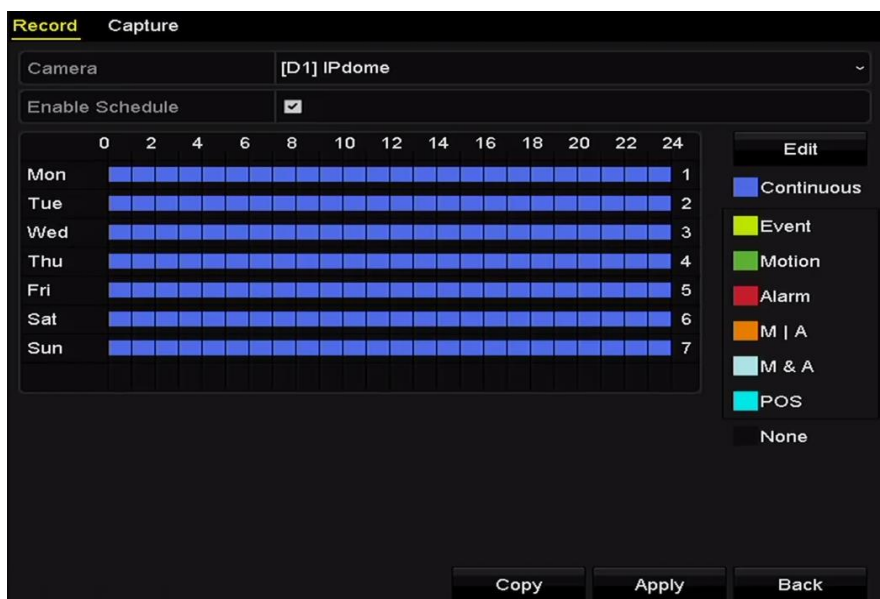 Record Capture
Camera [D1] IPdome
Enable Schedule
0 2 4 6 8 10 12 14 16 18 20 22 24
Edit
Mon 1
Continuous
Tue 2
Event
Wed 3
Thu 4
Motion
Fri 5
Alarm
Sat 6
M | A
Sun 7
M & A
POS
None
Copy Apply Back